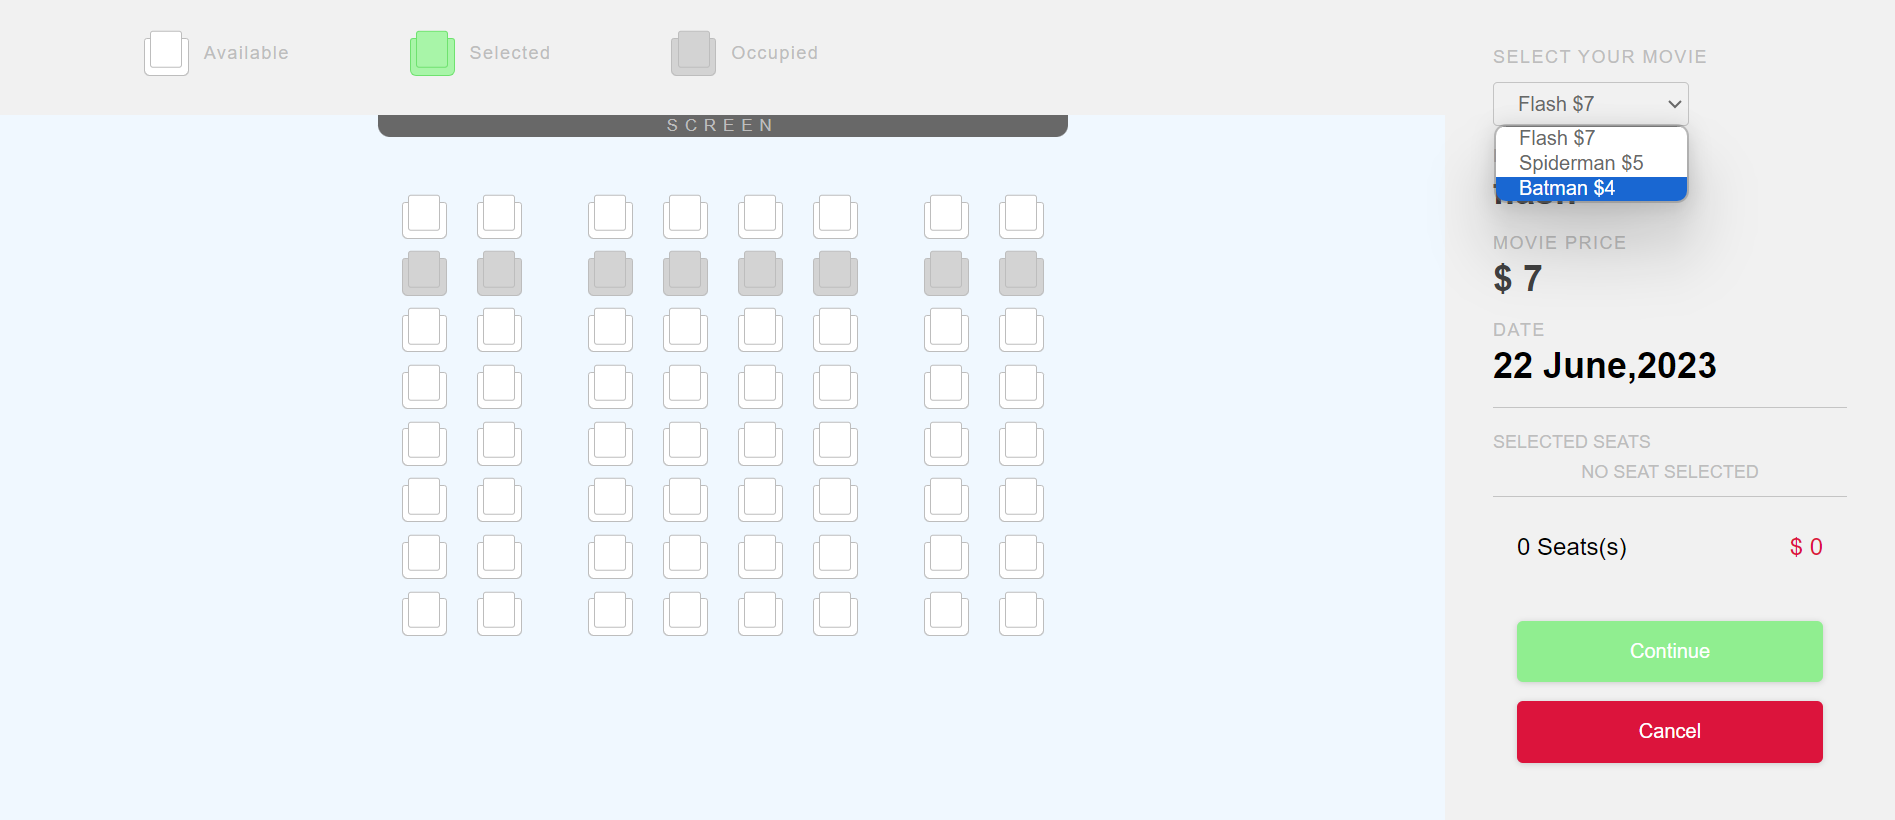 Available
Selected
Occupied
SCREEN
SELECT YOUR MOVIE
Flash $7
Flash $7
Spiderman $5
Batman $4
MOVIE PRICE
$ 7
DATE
22 June,2023
SELECTED SEATS
NO SEAT SELECTED
0 Seats(s)
$ 0
Continue
Cancel